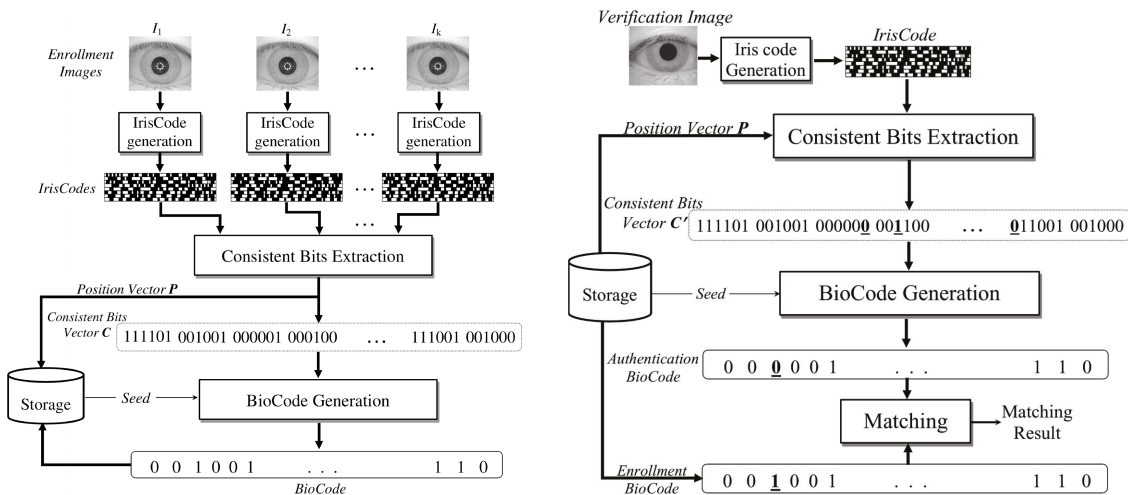 I1 I2 Ik
Enrollment
Images
...
IrisCode
generation
IrisCode
generation
...
IrisCode
generation
IrisCodes
...
...
Consistent Bits Extraction
Position Vector P
Consistent Bits
Vector C
111101 001001 000001 000100 ... 111001 001000
Storage
Seed
BioCode Generation
0 0 1 0 0 1 . . . 1 1 0
BioCode
Verification Image
Iris code
Generation
IrisCode
Position Vector P
Consistent Bits Extraction
Consistent Bits
Vector C'
111101 001001 000000 001100 ... 011001 001000
Storage
Seed
BioCode Generation
Authentication
BioCode
0 0 0 0 0 1 . . . 1 1 0
Matching
Matching
Result
Enrollment
BioCode
0 0 1 0 0 1 . . . 1 1 0